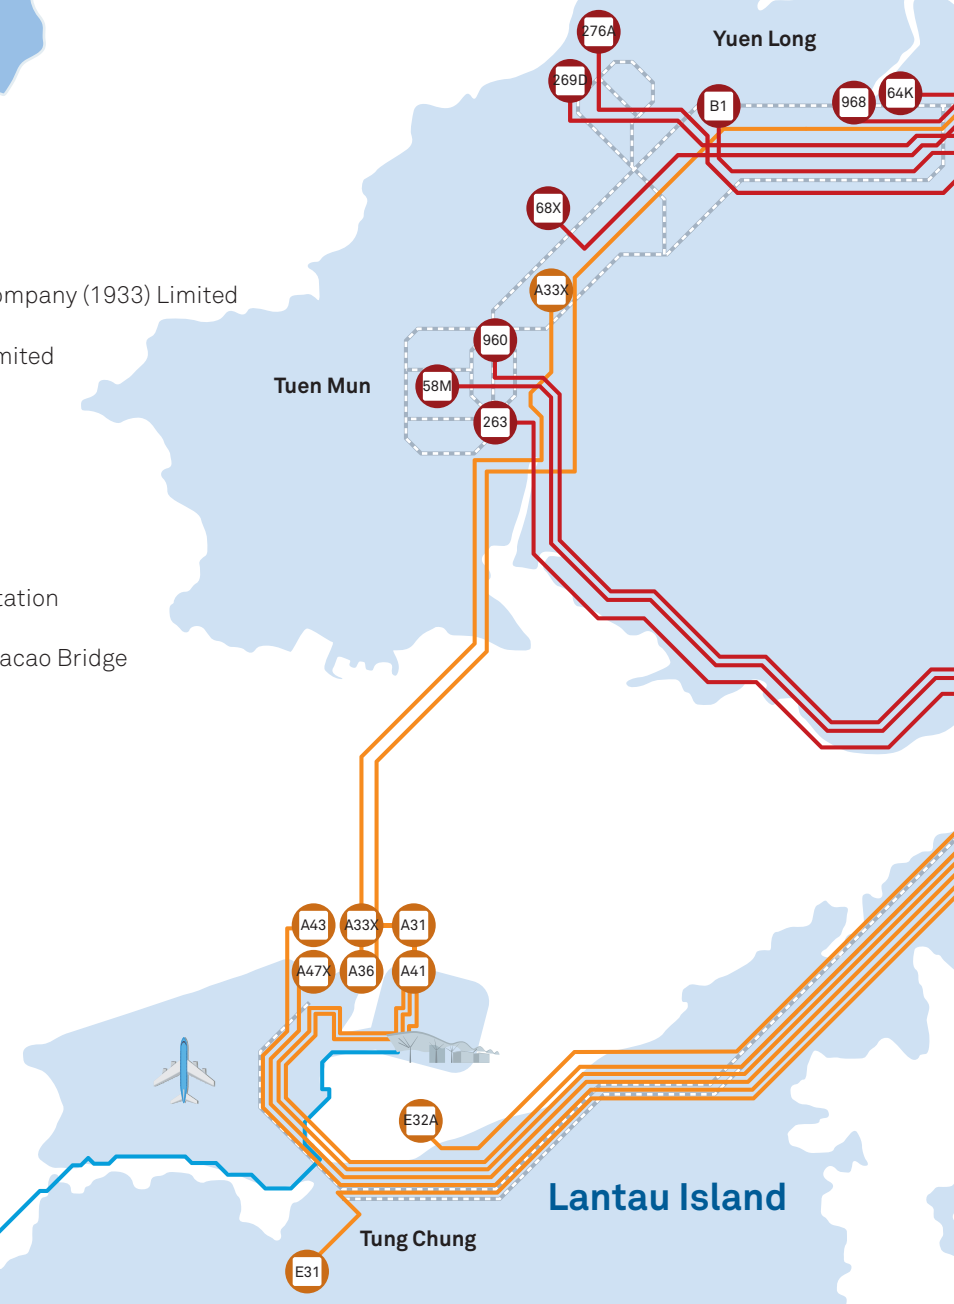 276A
Yuen Long
269D
B1
968
64K
68X
A33X
ompany (1933) Limited
960
mited
Tuen Mun
58M
263
tation
acao Bridge
A43
A33X
A31
A47X
A36
A41
E32A
Lantau Island
Tung Chung
E31